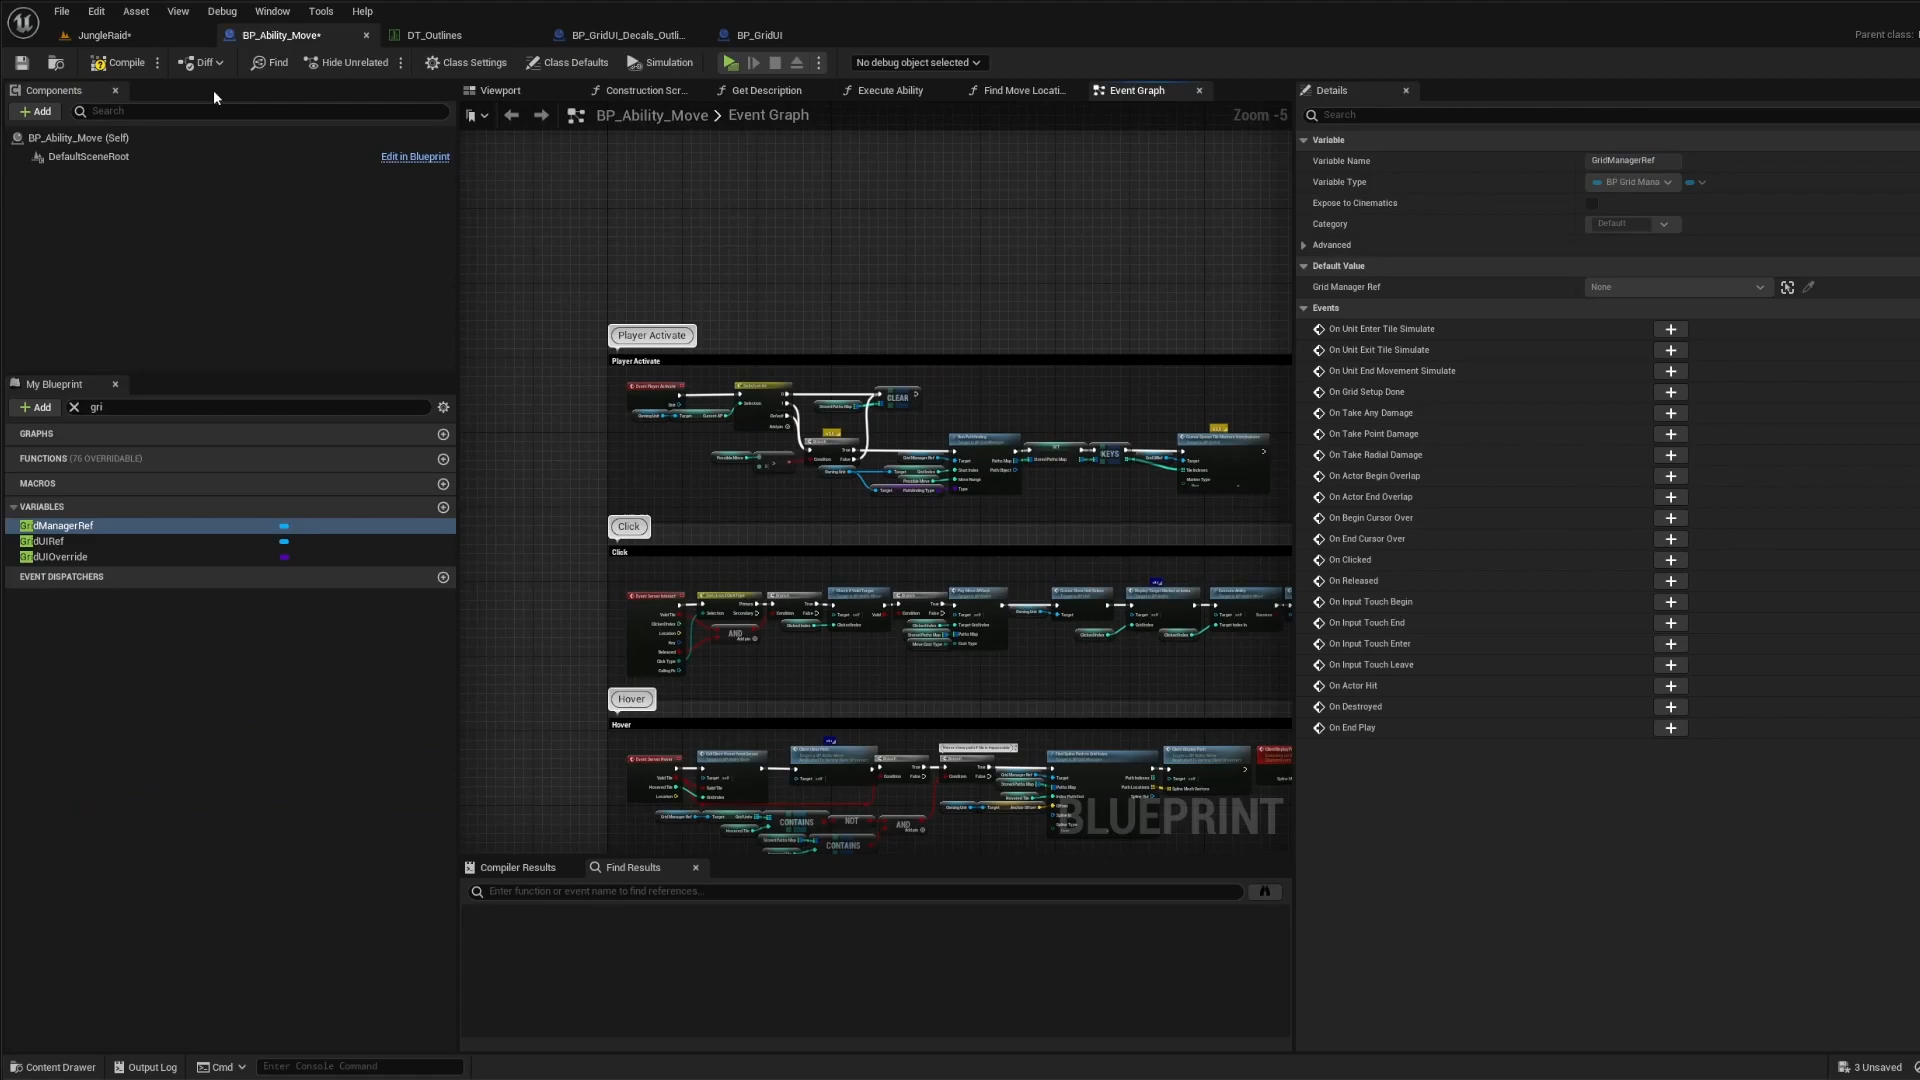 File Edit Asset View Debug Window Tools Help
JungleRaid* BP_Ability_Move* DT_Outlines BP_GridUI_Decals_Outli... BP_GridUI
Parent class:
Compile Diff Find Hide Unrelated Class Settings Class Defaults Simulation No debug object selected
Components
Add Search
BP_Ability_Move (Self)
DefaultSceneRoot Edit in Blueprint
My Blueprint
Add gri
GRAPHS
FUNCTIONS (76 OVERRIDABLE)
MACROS
VARIABLES
GridManagerRef
GridUIRef
GridUIOverride
EVENT DISPATCHERS
Viewport Construction Scr... Get Description Execute Ability Find Move Locati... Event Graph
BP_Ability_Move > Event Graph Zoom -5
Player Activate
Player Activate
CLEAR
KEYS
Click
Click
AND
Hover
Hover
CONTAINS NOT AND
CONTAINS
BLUEPRINT
Compiler Results Find Results
Enter function or event name to find references...
Details
Search
Variable
Variable Name GridManagerRef
Variable Type BP Grid Mana
Expose to Cinematics
Category Default
Advanced
Default Value
Grid Manager Ref None
Events
On Unit Enter Tile Simulate
On Unit Exit Tile Simulate
On Unit End Movement Simulate
On Grid Setup Done
On Take Any Damage
On Take Point Damage
On Take Radial Damage
On Actor Begin Overlap
On Actor End Overlap
On Begin Cursor Over
On End Cursor Over
On Clicked
On Released
On Input Touch Begin
On Input Touch End
On Input Touch Enter
On Input Touch Leave
On Actor Hit
On Destroyed
On End Play
Content Drawer Output Log Cmd Enter Console Command 3 Unsaved